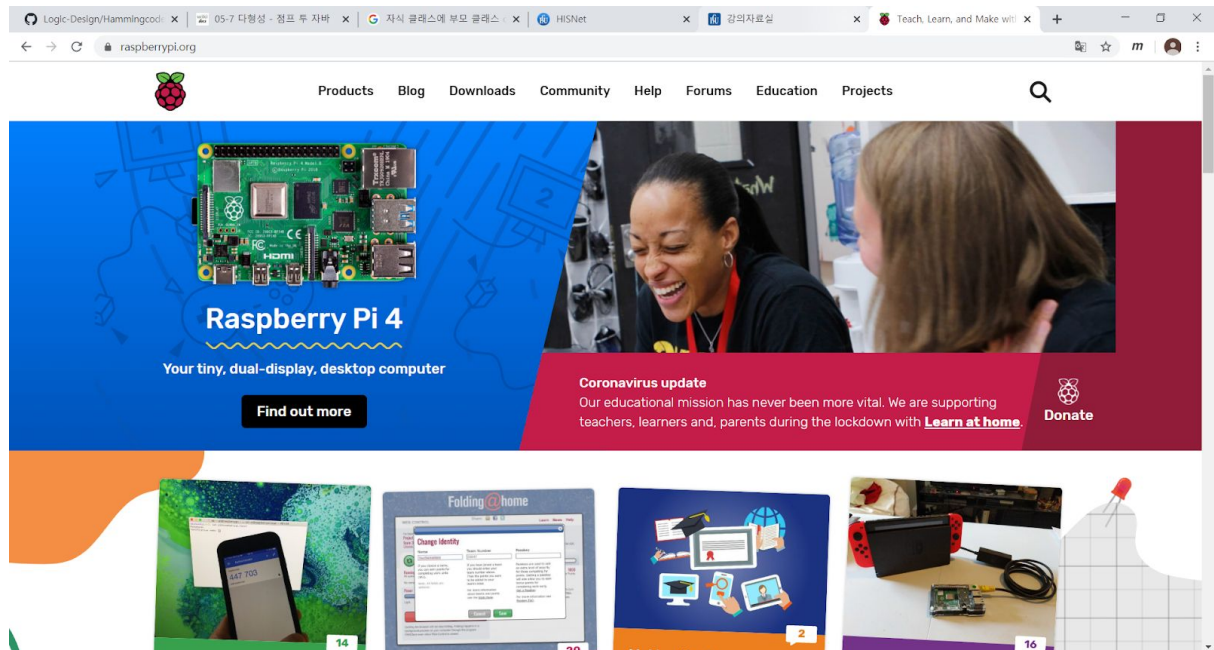 Logic-Design/Hammingcode
05-7 다형성 - 점프 투 자바
자식 클래스에 부모 클래스
HISNet
강의자료실
Teach, Learn, and Make with
raspberrypi.org
Products Blog Downloads Community Help Forums Education Projects
Raspberry Pi 4
Your tiny, dual-display, desktop computer
Find out more
Coronavirus update
Our educational mission has never been more vital. We are supporting
teachers, learners and, parents during the lockdown with Learn at home.
Donate
1
2
HDMI
Folding@home
Change Identity
447 703
14
2
16